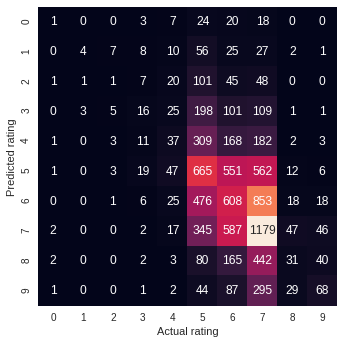 0 1 0 0 3 7 24 20 18 0 0
1 0 4 7 8 10 56 25 27 2 1
2 1 1 1 7 20 101 45 48 0 0
3 0 3 5 16 25 198 101 109 1 1
4 1 0 3 11 37 309 168 182 2 3
5 1 0 3 19 47 665 551 562 12 6
6 0 0 1 6 25 476 608 853 18 18
7 2 0 0 2 17 345 587 1179 47 46
8 2 0 0 2 3 80 165 442 31 40
9 1 0 0 1 2 44 87 295 29 68
0 1 2 3 4 5 6 7 8 9
Predicted rating
Actual rating